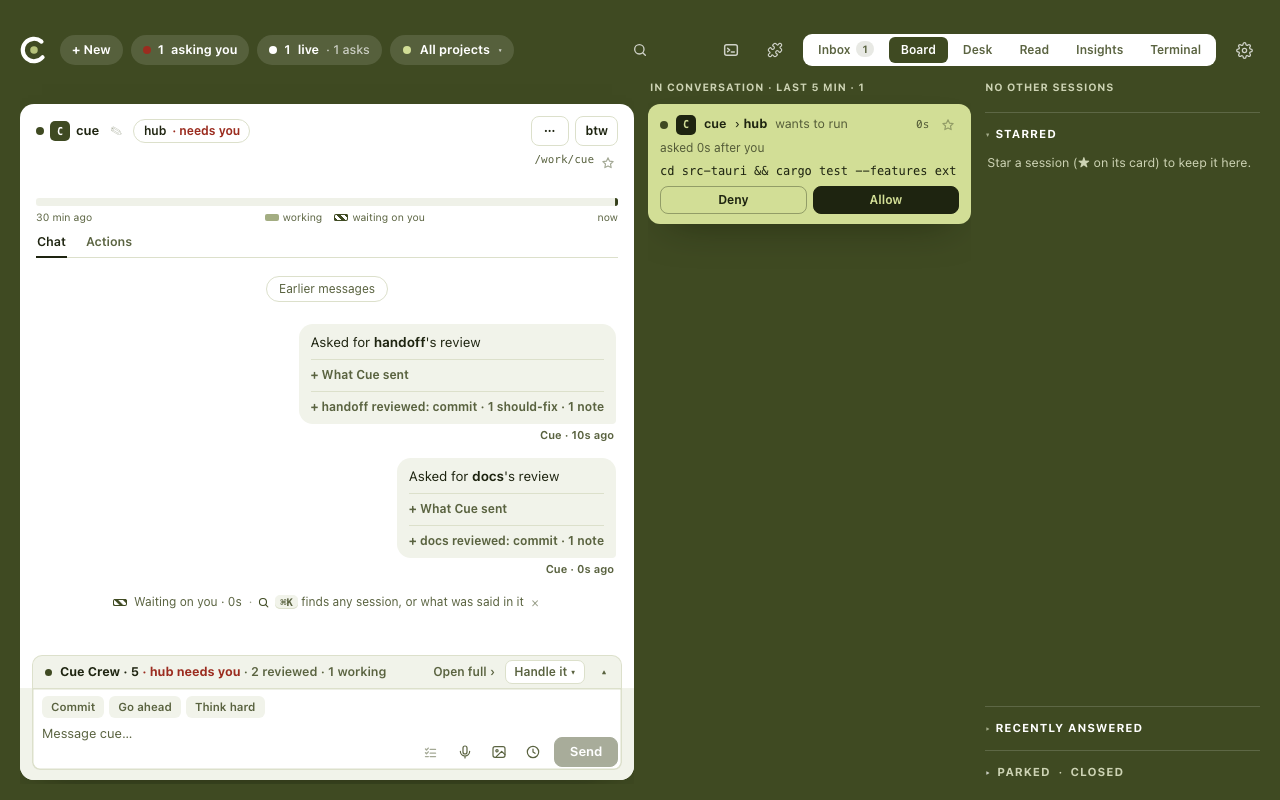 + New
1 asking you
1 live · 1 asks
All projects ·
Inbox 1
Board
Desk
Read
Insights
Terminal
C cue
hub · needs you
···
btw
/work/cue
30 min ago
working
waiting on you
now
Chat
Actions
Earlier messages
Asked for handoff's review
+ What Cue sent
+ handoff reviewed: commit · 1 should-fix · 1 note
Cue · 10s ago
Asked for docs's review
+ What Cue sent
+ docs reviewed: commit · 1 note
Cue · 0s ago
Waiting on you · 0s · ⌘K finds any session, or what was said in it ×
Cue Crew · 5 · hub needs you · 2 reviewed · 1 working
Open full ›
Handle it ▾
Commit
Go ahead
Think hard
Message cue…
Send
IN CONVERSATION · LAST 5 MIN · 1
C cue › hub wants to run 0s
asked 0s after you
cd src-tauri && cargo test --features ext
Deny
Allow
NO OTHER SESSIONS
STARRED
Star a session (★ on its card) to keep it here.
RECENTLY ANSWERED
PARKED · CLOSED